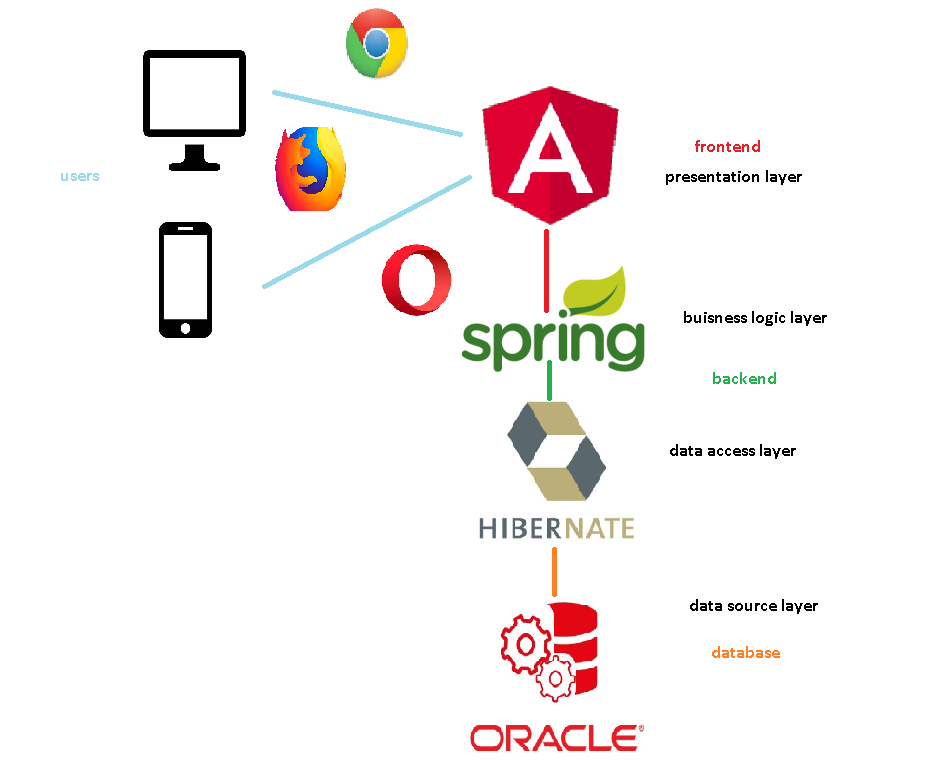 users
A
frontend
presentation layer
spring
buisness logic layer
backend
data access layer
HIBERNATE
data source layer
database
ORACLE®